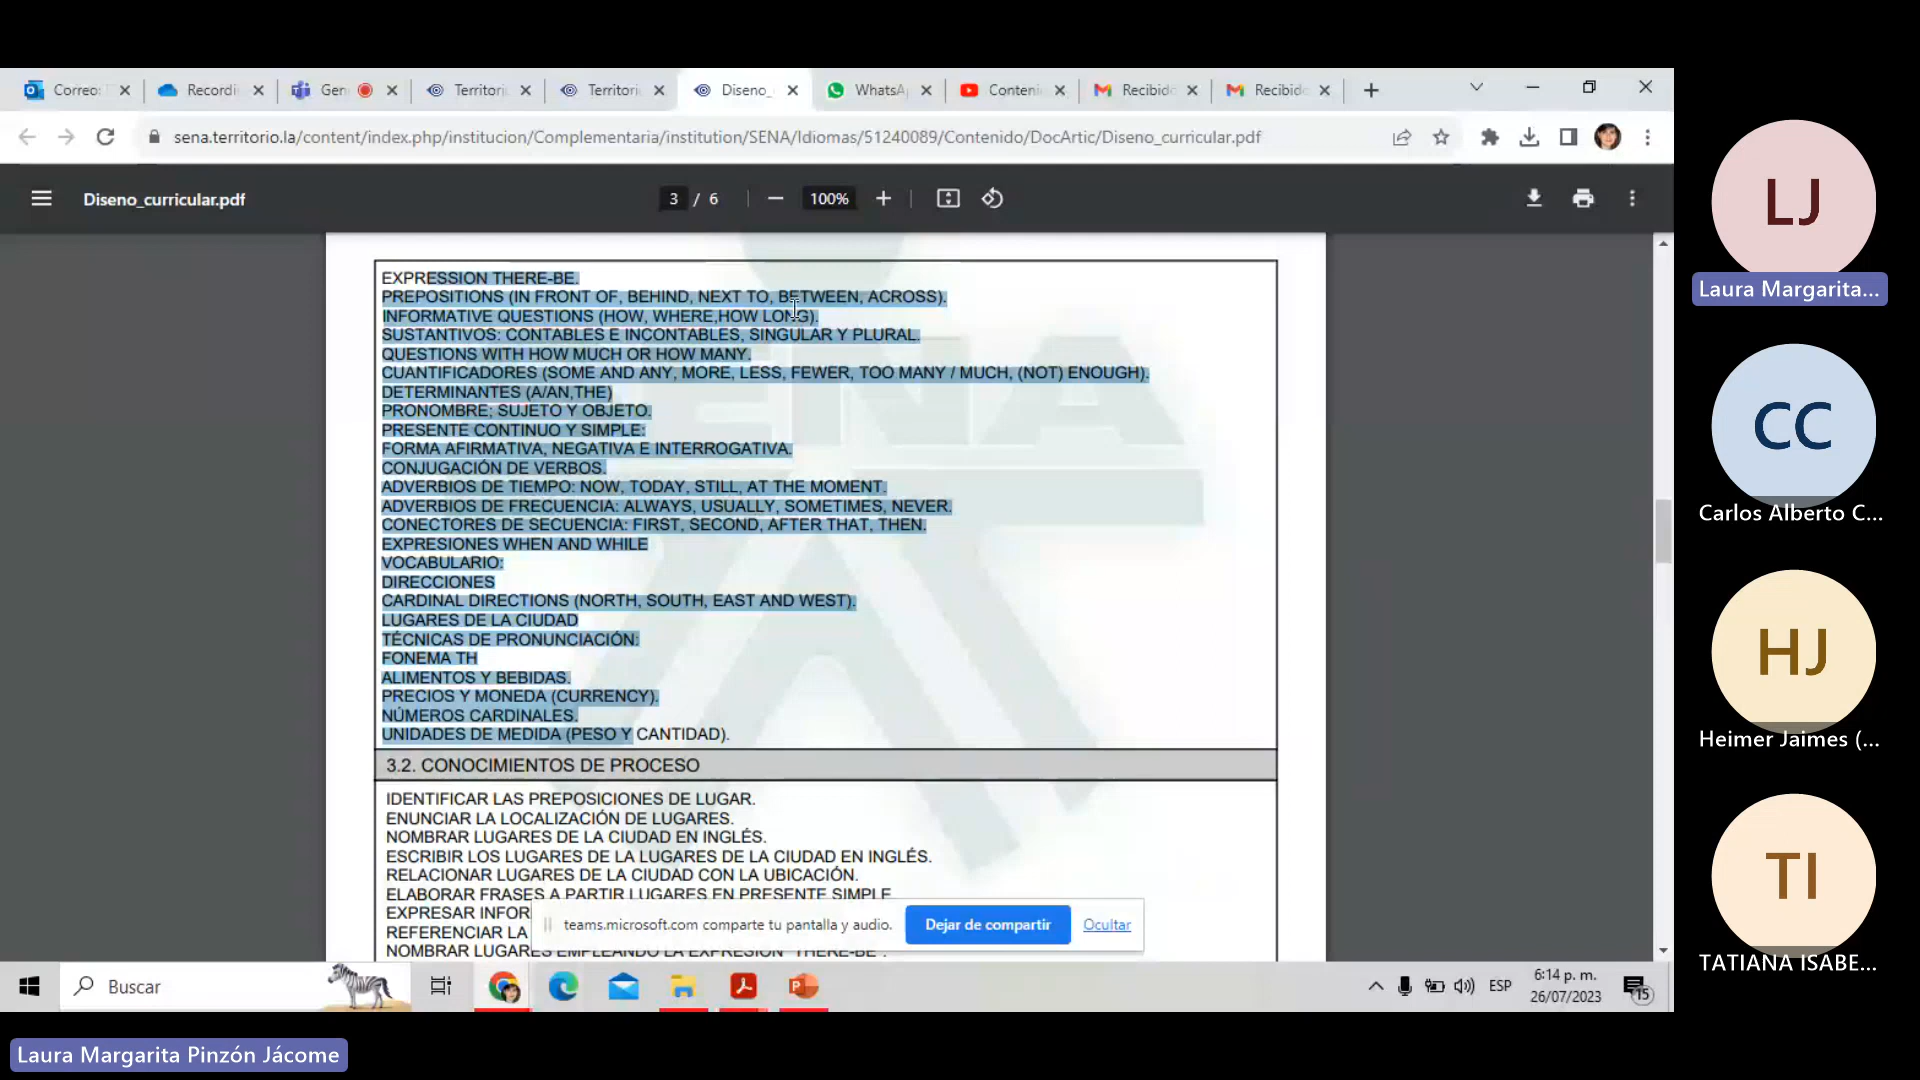 Correo:
Recordi
Gen
Territori
Territori
Diseno_
WhatsA
Conteni
Recibido
Recibido
sena.territorio.la/content/index.php/institucion/Complementaria/institution/SENA/Idiomas/51240089/Contenido/DocArtic/Diseno_curricular.pdf
Diseno_curricular.pdf
3 / 6
100%
SENA
EXPRESSION THERE-BE.
PREPOSITIONS (IN FRONT OF, BEHIND, NEXT TO, BETWEEN, ACROSS).
INFORMATIVE QUESTIONS (HOW, WHERE,HOW LONG).
SUSTANTIVOS: CONTABLES E INCONTABLES, SINGULAR Y PLURAL.
QUESTIONS WITH HOW MUCH OR HOW MANY.
CUANTIFICADORES (SOME AND ANY, MORE, LESS, FEWER, TOO MANY / MUCH, (NOT) ENOUGH).
DETERMINANTES (A/AN,THE)
PRONOMBRE; SUJETO Y OBJETO.
PRESENTE CONTINUO Y SIMPLE:
FORMA AFIRMATIVA, NEGATIVA E INTERROGATIVA.
CONJUGACIÓN DE VERBOS.
ADVERBIOS DE TIEMPO: NOW, TODAY, STILL, AT THE MOMENT.
ADVERBIOS DE FRECUENCIA: ALWAYS, USUALLY, SOMETIMES, NEVER.
CONECTORES DE SECUENCIA: FIRST, SECOND, AFTER THAT, THEN.
EXPRESIONES WHEN AND WHILE
VOCABULARIO:
DIRECCIONES
CARDINAL DIRECTIONS (NORTH, SOUTH, EAST AND WEST).
LUGARES DE LA CIUDAD
TÉCNICAS DE PRONUNCIACIÓN:
FONEMA TH
ALIMENTOS Y BEBIDAS.
PRECIOS Y MONEDA (CURRENCY).
NÚMEROS CARDINALES.
UNIDADES DE MEDIDA (PESO Y CANTIDAD).
3.2. CONOCIMIENTOS DE PROCESO
IDENTIFICAR LAS PREPOSICIONES DE LUGAR.
ENUNCIAR LA LOCALIZACIÓN DE LUGARES.
NOMBRAR LUGARES DE LA CIUDAD EN INGLÉS.
ESCRIBIR LOS LUGARES DE LA LUGARES DE LA CIUDAD EN INGLÉS.
RELACIONAR LUGARES DE LA CIUDAD CON LA UBICACIÓN.
ELABORAR FRASES A PARTIR LUGARES EN PRESENTE SIMPLE
EXPRESAR INFOR
REFERENCIAR LA
NOMBRAR LUGARES EMPLEANDO LA EXPRESIÓN "THERE-BE".
teams.microsoft.com comparte tu pantalla y audio.
Dejar de compartir
Ocultar
Buscar
ESP
6:14 p. m.
26/07/2023
15
LJ
Laura Margarita...
CC
Carlos Alberto C...
HJ
Heimer Jaimes (...
TI
TATIANA ISABE...
Laura Margarita Pinzón Jácome